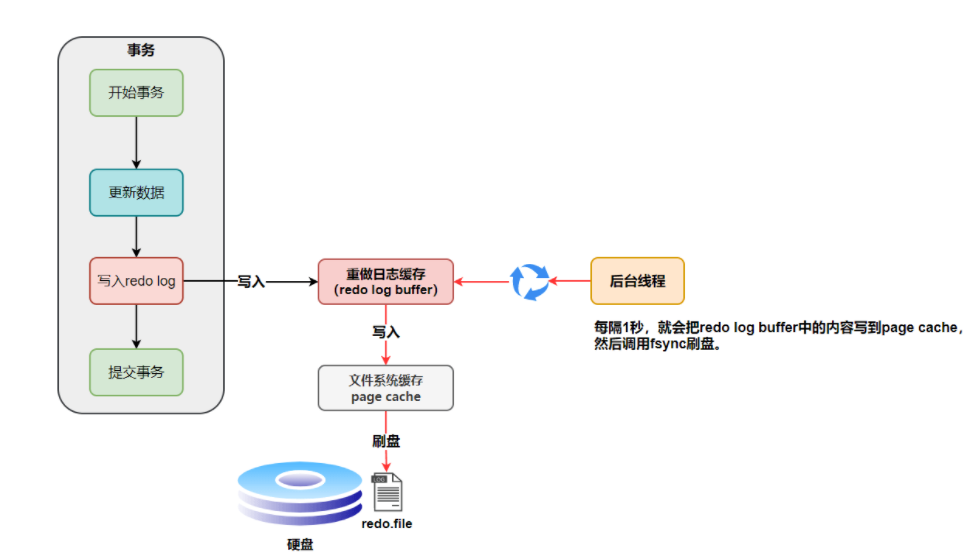 事务
开始事务
更新数据
写入redo log
提交事务
写入
重做日志缓存
（redo log buffer）
写入
文件系统缓存
page cache
刷盘
LOG
redo.file
硬盘
后台线程
每隔1秒，就会把redo log buffer中的内容写到page cache，
然后调用fsync刷盘。